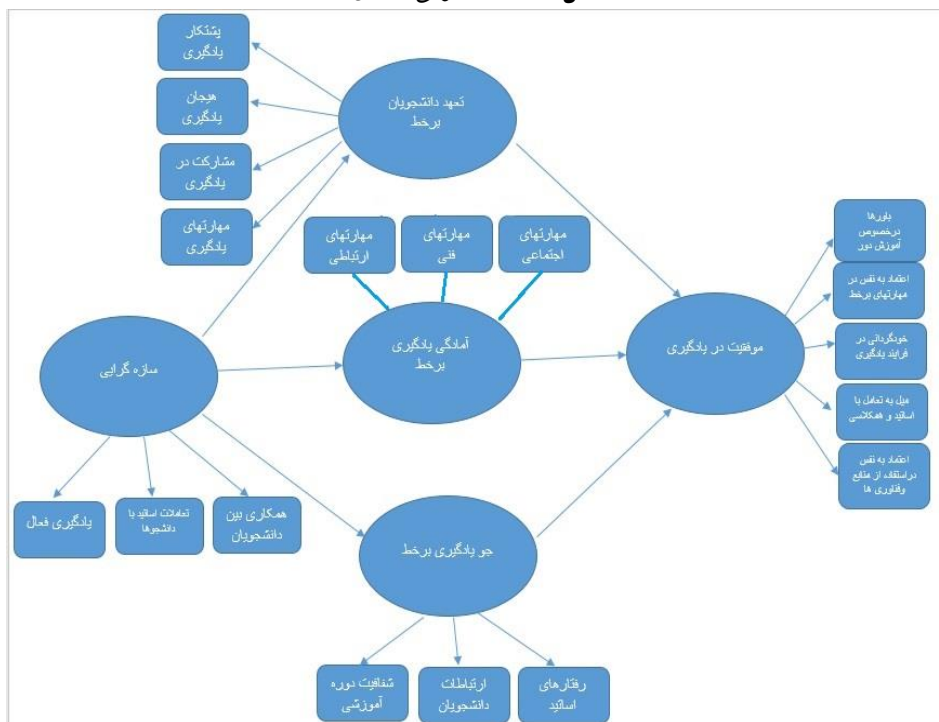 پشتکار
یادگیری
هیجان
یادگیری
مشارکت در
یادگیری
مهارتهای
یادگیری
تعهد دانشجویان
برخط
مهارتهای
اجتماعی
مهارتهای
فنی
مهارتهای
ارتباطی
آمادگی یادگیری
برخط
سازه گرایی
موفقیت در یادگیری
باورها
درخصوص
آموزش دور
اعتماد به نفس در
مهارتهای برخط
خودگردانی در
فرایند یادگیری
میل به تعامل با
اساتید و همکلاسی
اعتماد به نفس
دراستفاده از منابع
وفناوری ها
همکاری بین
دانشجویان
تعاملات اساتید با
دانشجوها
یادگیری فعال
جو یادگیری برخط
رفتارهای
اساتید
ارتباطات
دانشجویان
شفافیت دوره
آموزشی